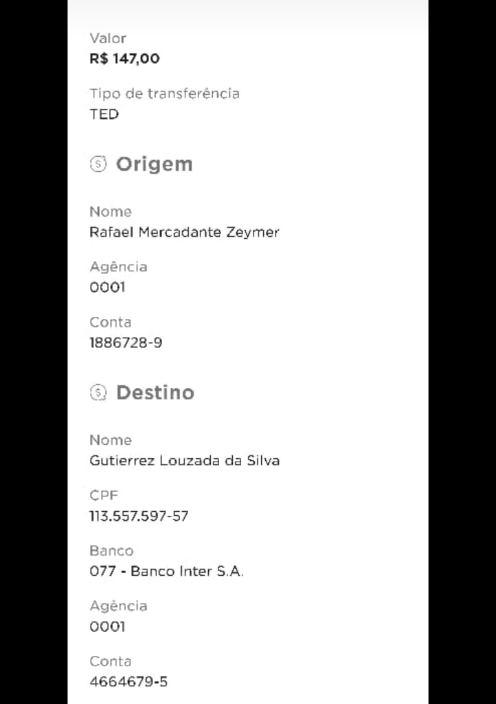 Valor
R$ 147,00
Tipo de transferência
TED
Origem
Nome
Rafael Mercadante Zeymer
Agência
0001
Conta
1886728-9
Destino
Nome
Gutierrez Louzada da Silva
CPF
113.557.597-57
Banco
077 - Banco Inter S.A.
Agência
0001
Conta
4664679-5